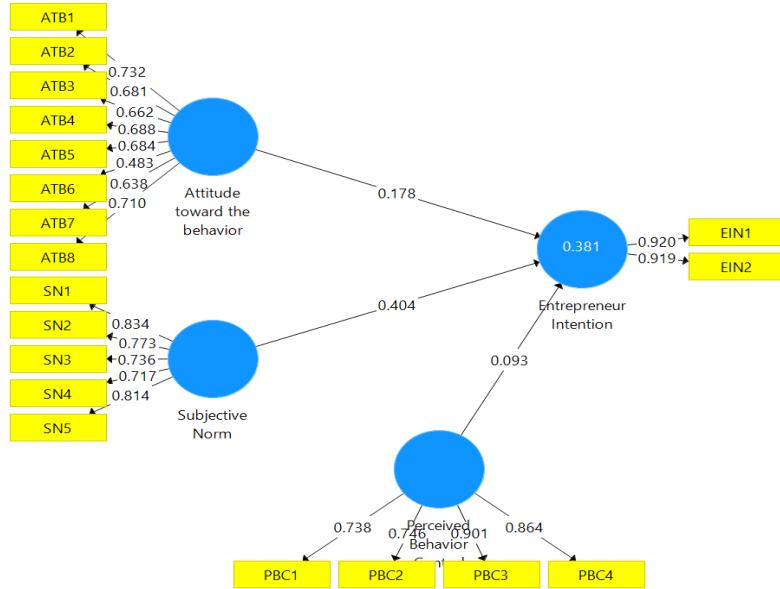 ATB1
ATB2
ATB3
ATB4
ATB5
ATB6
ATB7
ATB8
0.732
0.681
0.662
0.688
0.684
0.483
0.638
0.710
Attitude
toward the
behavior
0.178
SN1
SN2
SN3
SN4
SN5
0.834
0.773
0.736
0.717
0.814
Subjective
Norm
0.404
0.381
Entrepreneur
Intention
0.920
0.919
EIN1
EIN2
0.093
Perceived
Behavior
0.738
0.746
0.901
0.864
PBC1
PBC2
PBC3
PBC4